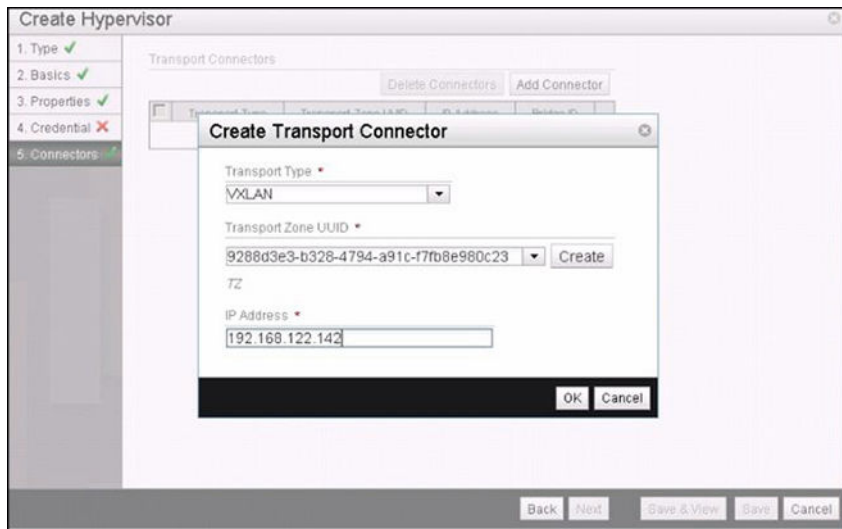 Create Hypervisor
1. Type
2. Basics
3. Properties
4. Credential
5. Connectors
Transport Connectors
Delete Connectors Add Connector
Create Transport Connector
Transport Type *
VXLAN
Transport Zone UUID *
9288d3e3-b328-4794-a91c-f7fb8e980c23 Create
TZ
IP Address *
192.168.122.142
OK Cancel
Back Next Save & View Save Cancel